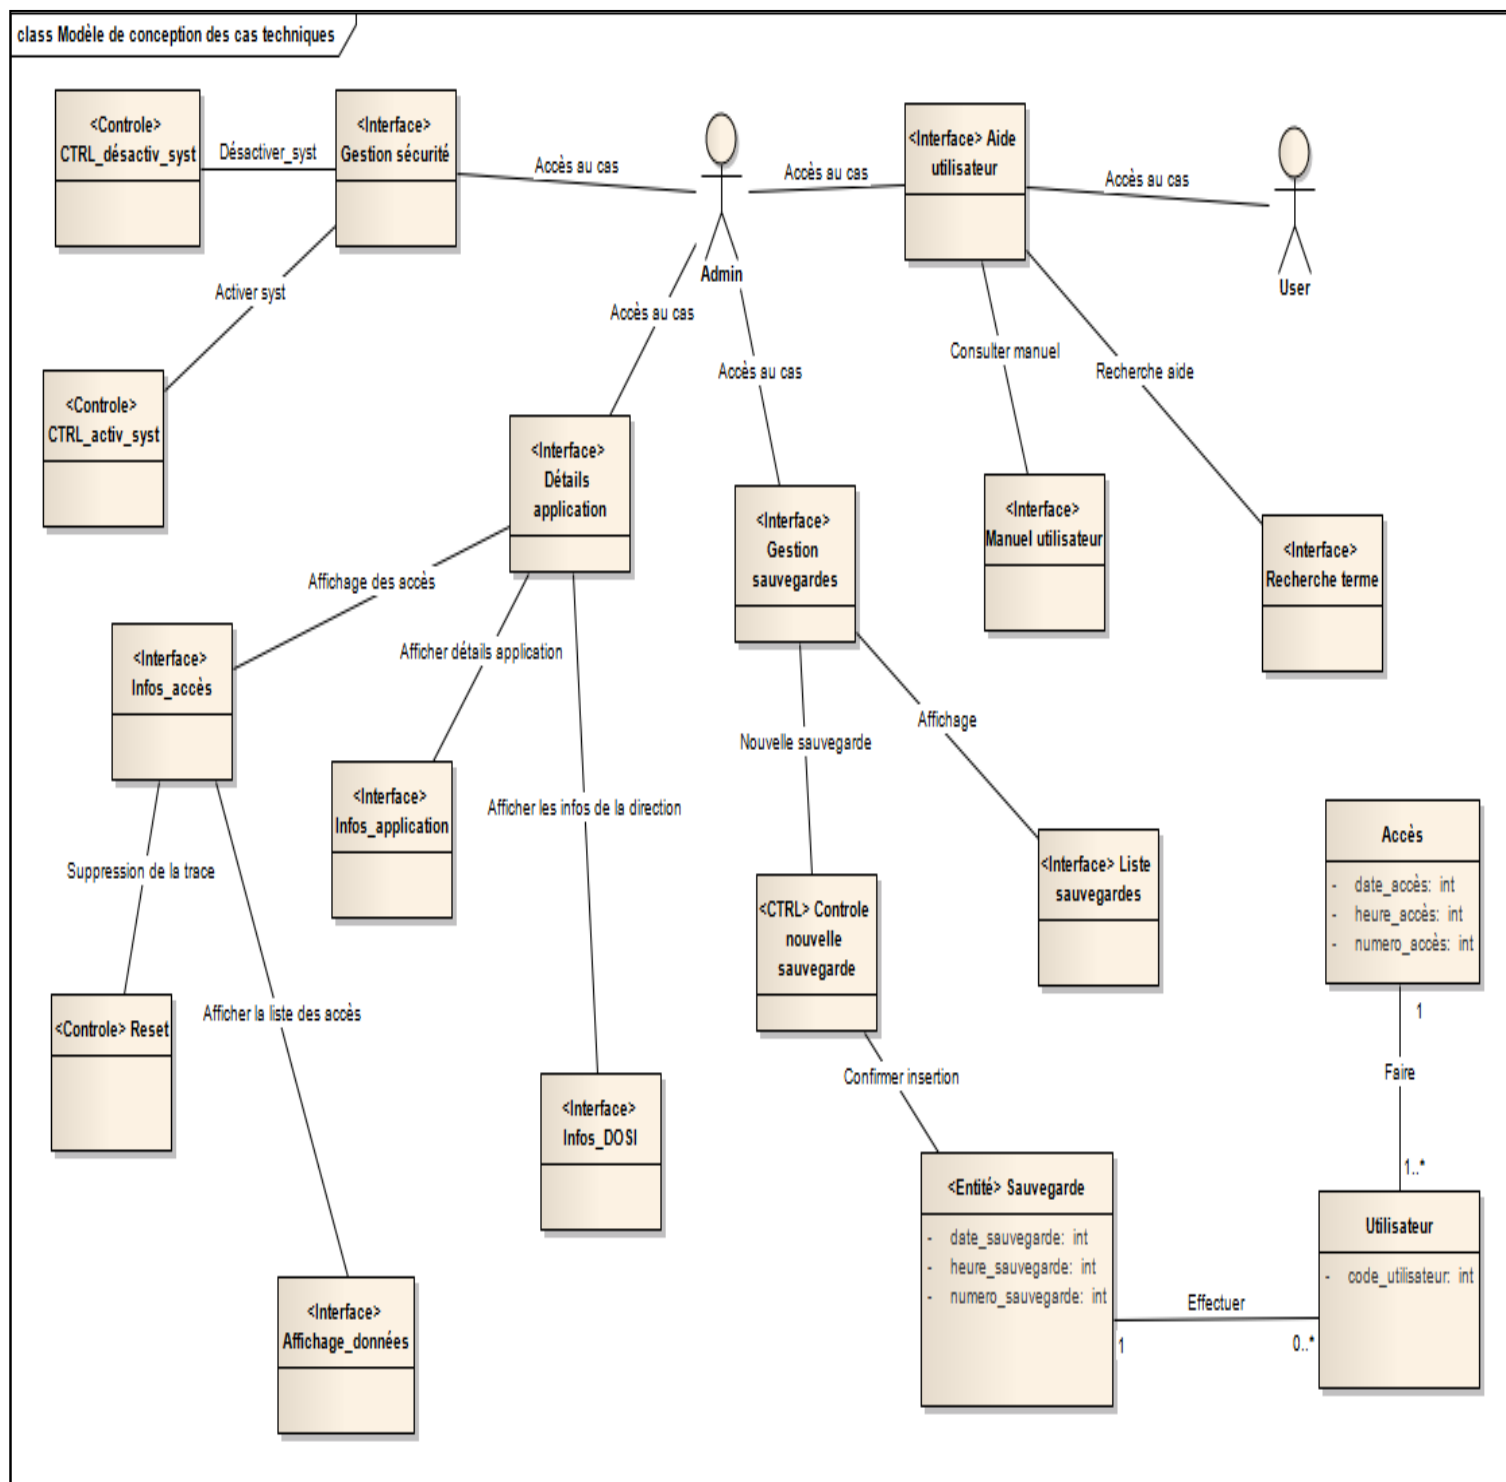 class Modèle de conception des cas techniques
<Controle>
CTRL_désactiv_syst
Désactiver_syst
<Interface>
Gestion sécurité
Accès au cas
Admin
Accès au cas
<Interface> Aide
utilisateur
Accès au cas
User
Activer syst
<Controle>
CTRL_activ_syst
Accès au cas
Accès au cas
Consulter manuel
Recherche aide
<Interface>
Détails
application
<Interface>
Gestion
sauvegardes
<Interface>
Manuel utilisateur
<Interface>
Recherche terme
Affichage des accès
Afficher détails application
<Interface>
Infos_accès
Nouvelle sauvegarde
Affichage
<Interface>
Infos_application
Afficher les infos de la direction
Suppression de la trace
<CTRL> Controle
nouvelle
sauvegarde
<Interface> Liste
sauvegardes
Accès
- date_accès: int
- heure_accès: int
- numero_accès: int
1
Faire
1..*
<Controle> Reset
Afficher la liste des accès
Confirmer insertion
<Interface>
Infos_DOSI
<Entité> Sauvegarde
- date_sauvegarde: int
- heure_sauvegarde: int
- numero_sauvegarde: int
Effectuer
1
0..*
Utilisateur
- code_utilisateur: int
<Interface>
Affichage_données